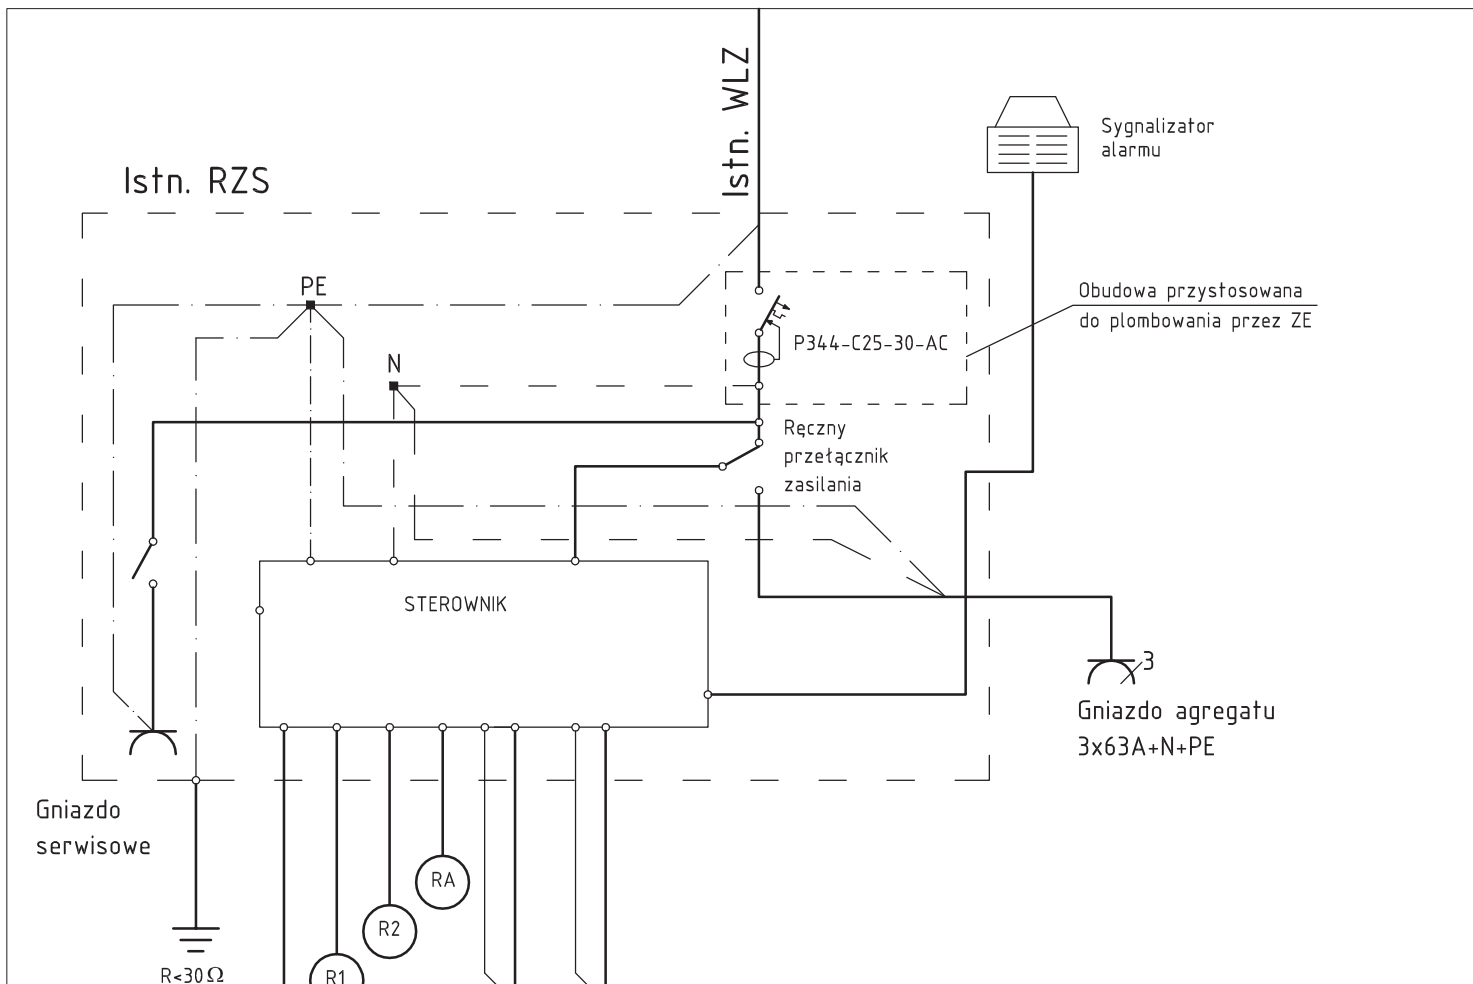 Istn. WLZ
Sygnalizator
alarmu
Istn. RZS
PE
Obudowa przystosowana
do plombowania przez ZE
P344-C25-30-AC
N
Ręczny
przełącznik
zasilania
STEROWNIK
3
Gniazdo agregatu
3x63A+N+PE
Gniazdo
serwisowe
RA
R2
R1
R<30Ω